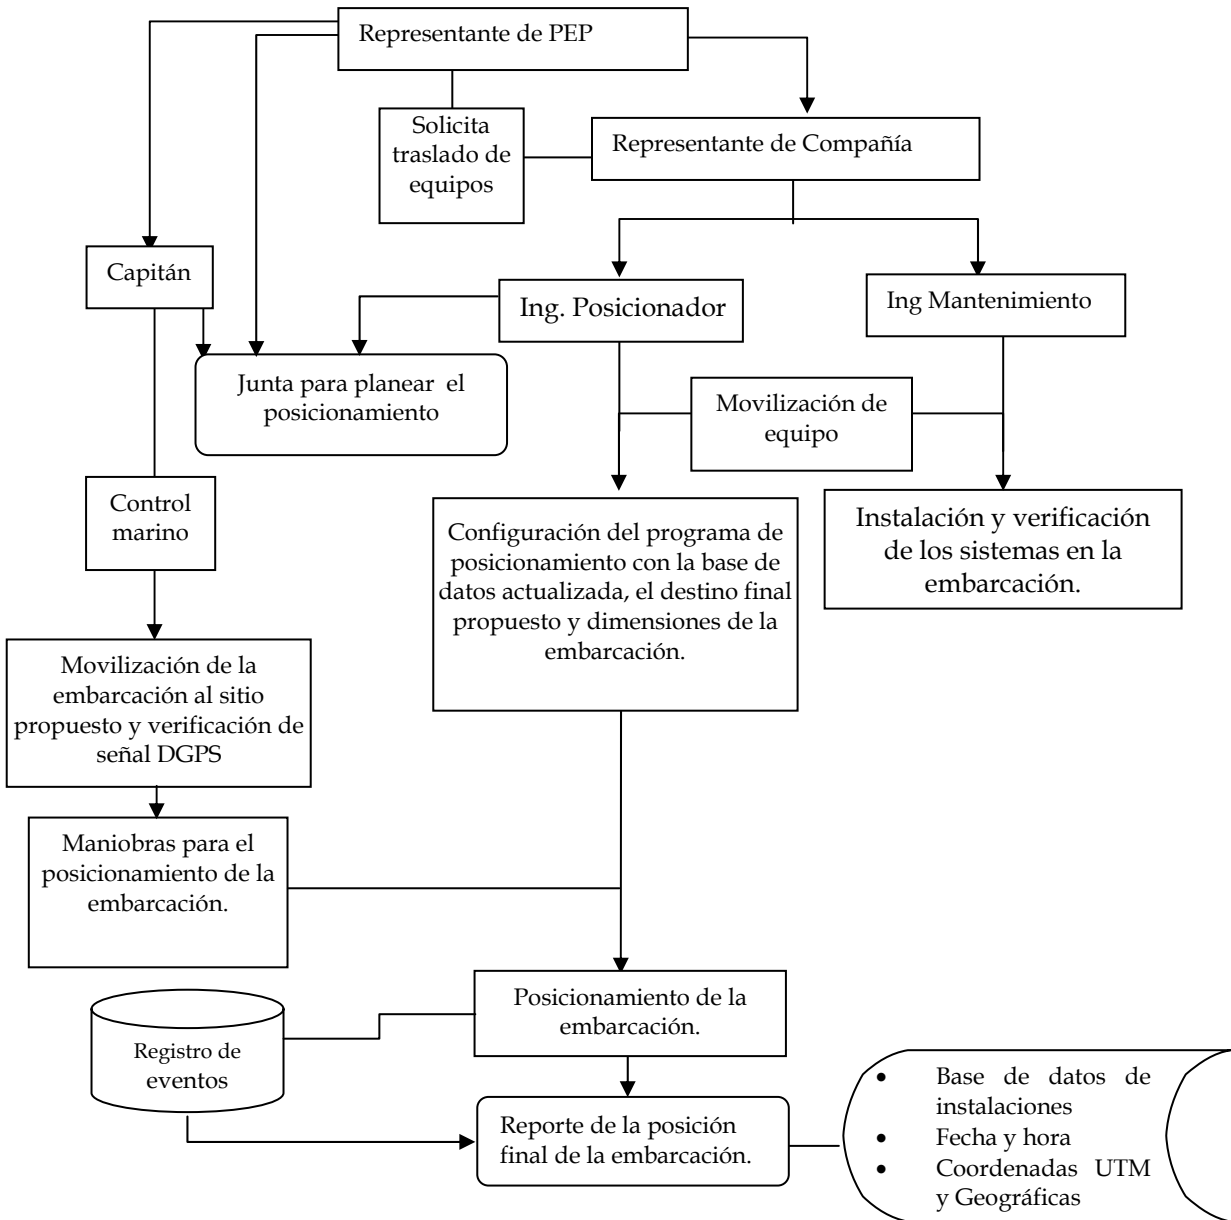 Representante de PEP
Solicita
traslado de
equipos
Representante de Compañía
Capitán
Ing. Posicionador
Ing Mantenimiento
Junta para planear el
posicionamiento
Movilización de
equipo
Control
marino
Configuración del programa de
posicionamiento con la base de
datos actualizada, el destino final
propuesto y dimensiones de la
embarcación.
Instalación y verificación
de los sistemas en la
embarcación.
Movilización de la
embarcación al sitio
propuesto y verificación de
señal DGPS
Maniobras para el
posicionamiento de la
embarcación.
Posicionamiento de la
embarcación.
Registro de
eventos
Reporte de la posición
final de la embarcación.
• Base de datos de
instalaciones
• Fecha y hora
• Coordenadas UTM
y Geográficas